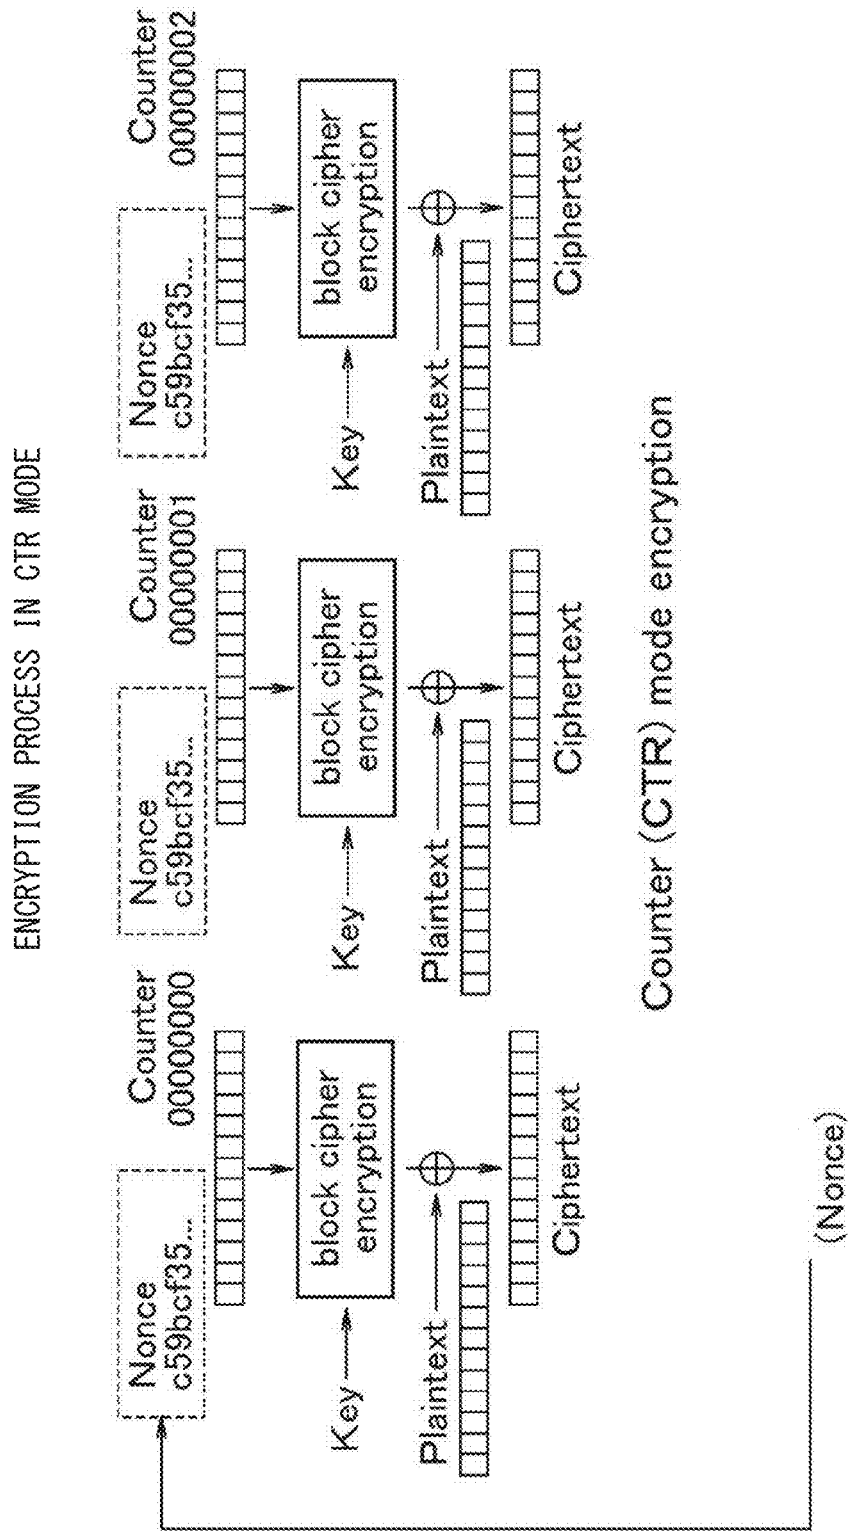 ENCRYPTION PROCESS IN CTR MODE
Nonce
c59bcf35...
Counter
00000000
Key
block cipher
encryption
Plaintext
Ciphertext
Nonce
c59bcf35...
Counter
00000001
Key
block cipher
encryption
Plaintext
Ciphertext
Nonce
c59bcf35...
Counter
00000002
Key
block cipher
encryption
Plaintext
Ciphertext
Counter (CTR) mode encryption
(Nonce)